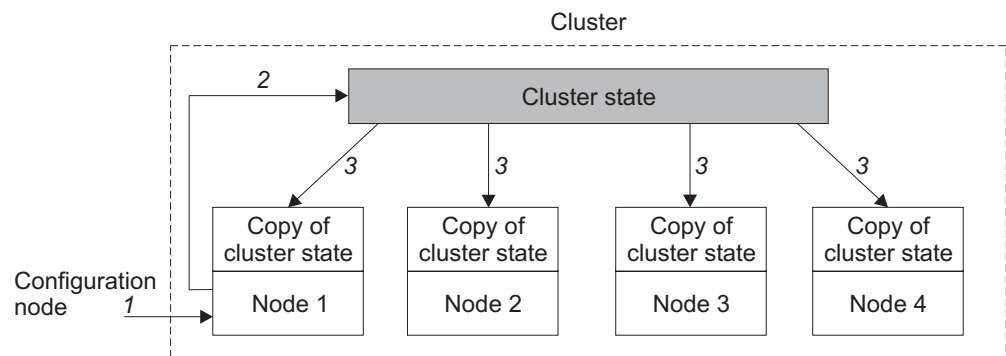 Cluster
2
Cluster state
3
3
3
3
Copy of
cluster state
Copy of
cluster state
Copy of
cluster state
Copy of
cluster state
Configuration
node
1
Node 1
Node 2
Node 3
Node 4